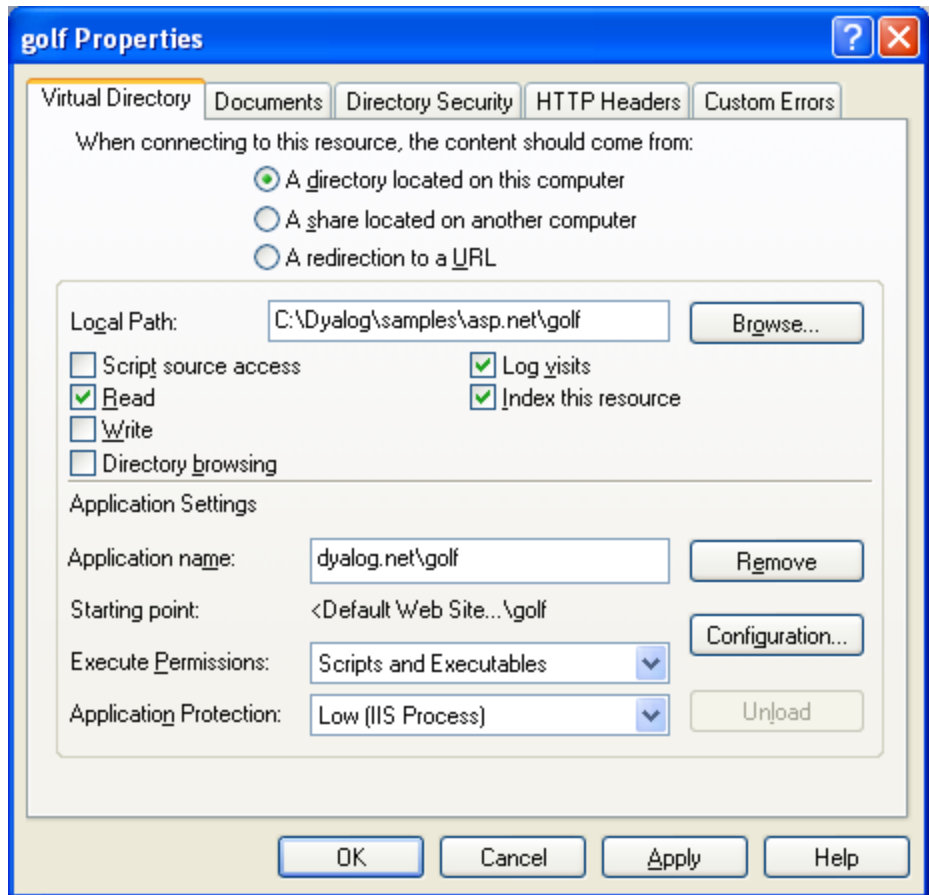 golf Properties
?
Virtual Directory Documents Directory Security HTTP Headers Custom Errors
When connecting to this resource, the content should come from:
A directory located on this computer
A share located on another computer
A redirection to a URL
Local Path: C:\Dyalog\samples\asp.net\golf Browse...
Script source access Log visits
Read Index this resource
Write
Directory browsing
Application Settings
Application name: dyalog.net\golf Remove
Starting point: <Default Web Site...\golf
Configuration...
Execute Permissions: Scripts and Executables
Application Protection: Low (IIS Process) Unload
OK Cancel Apply Help